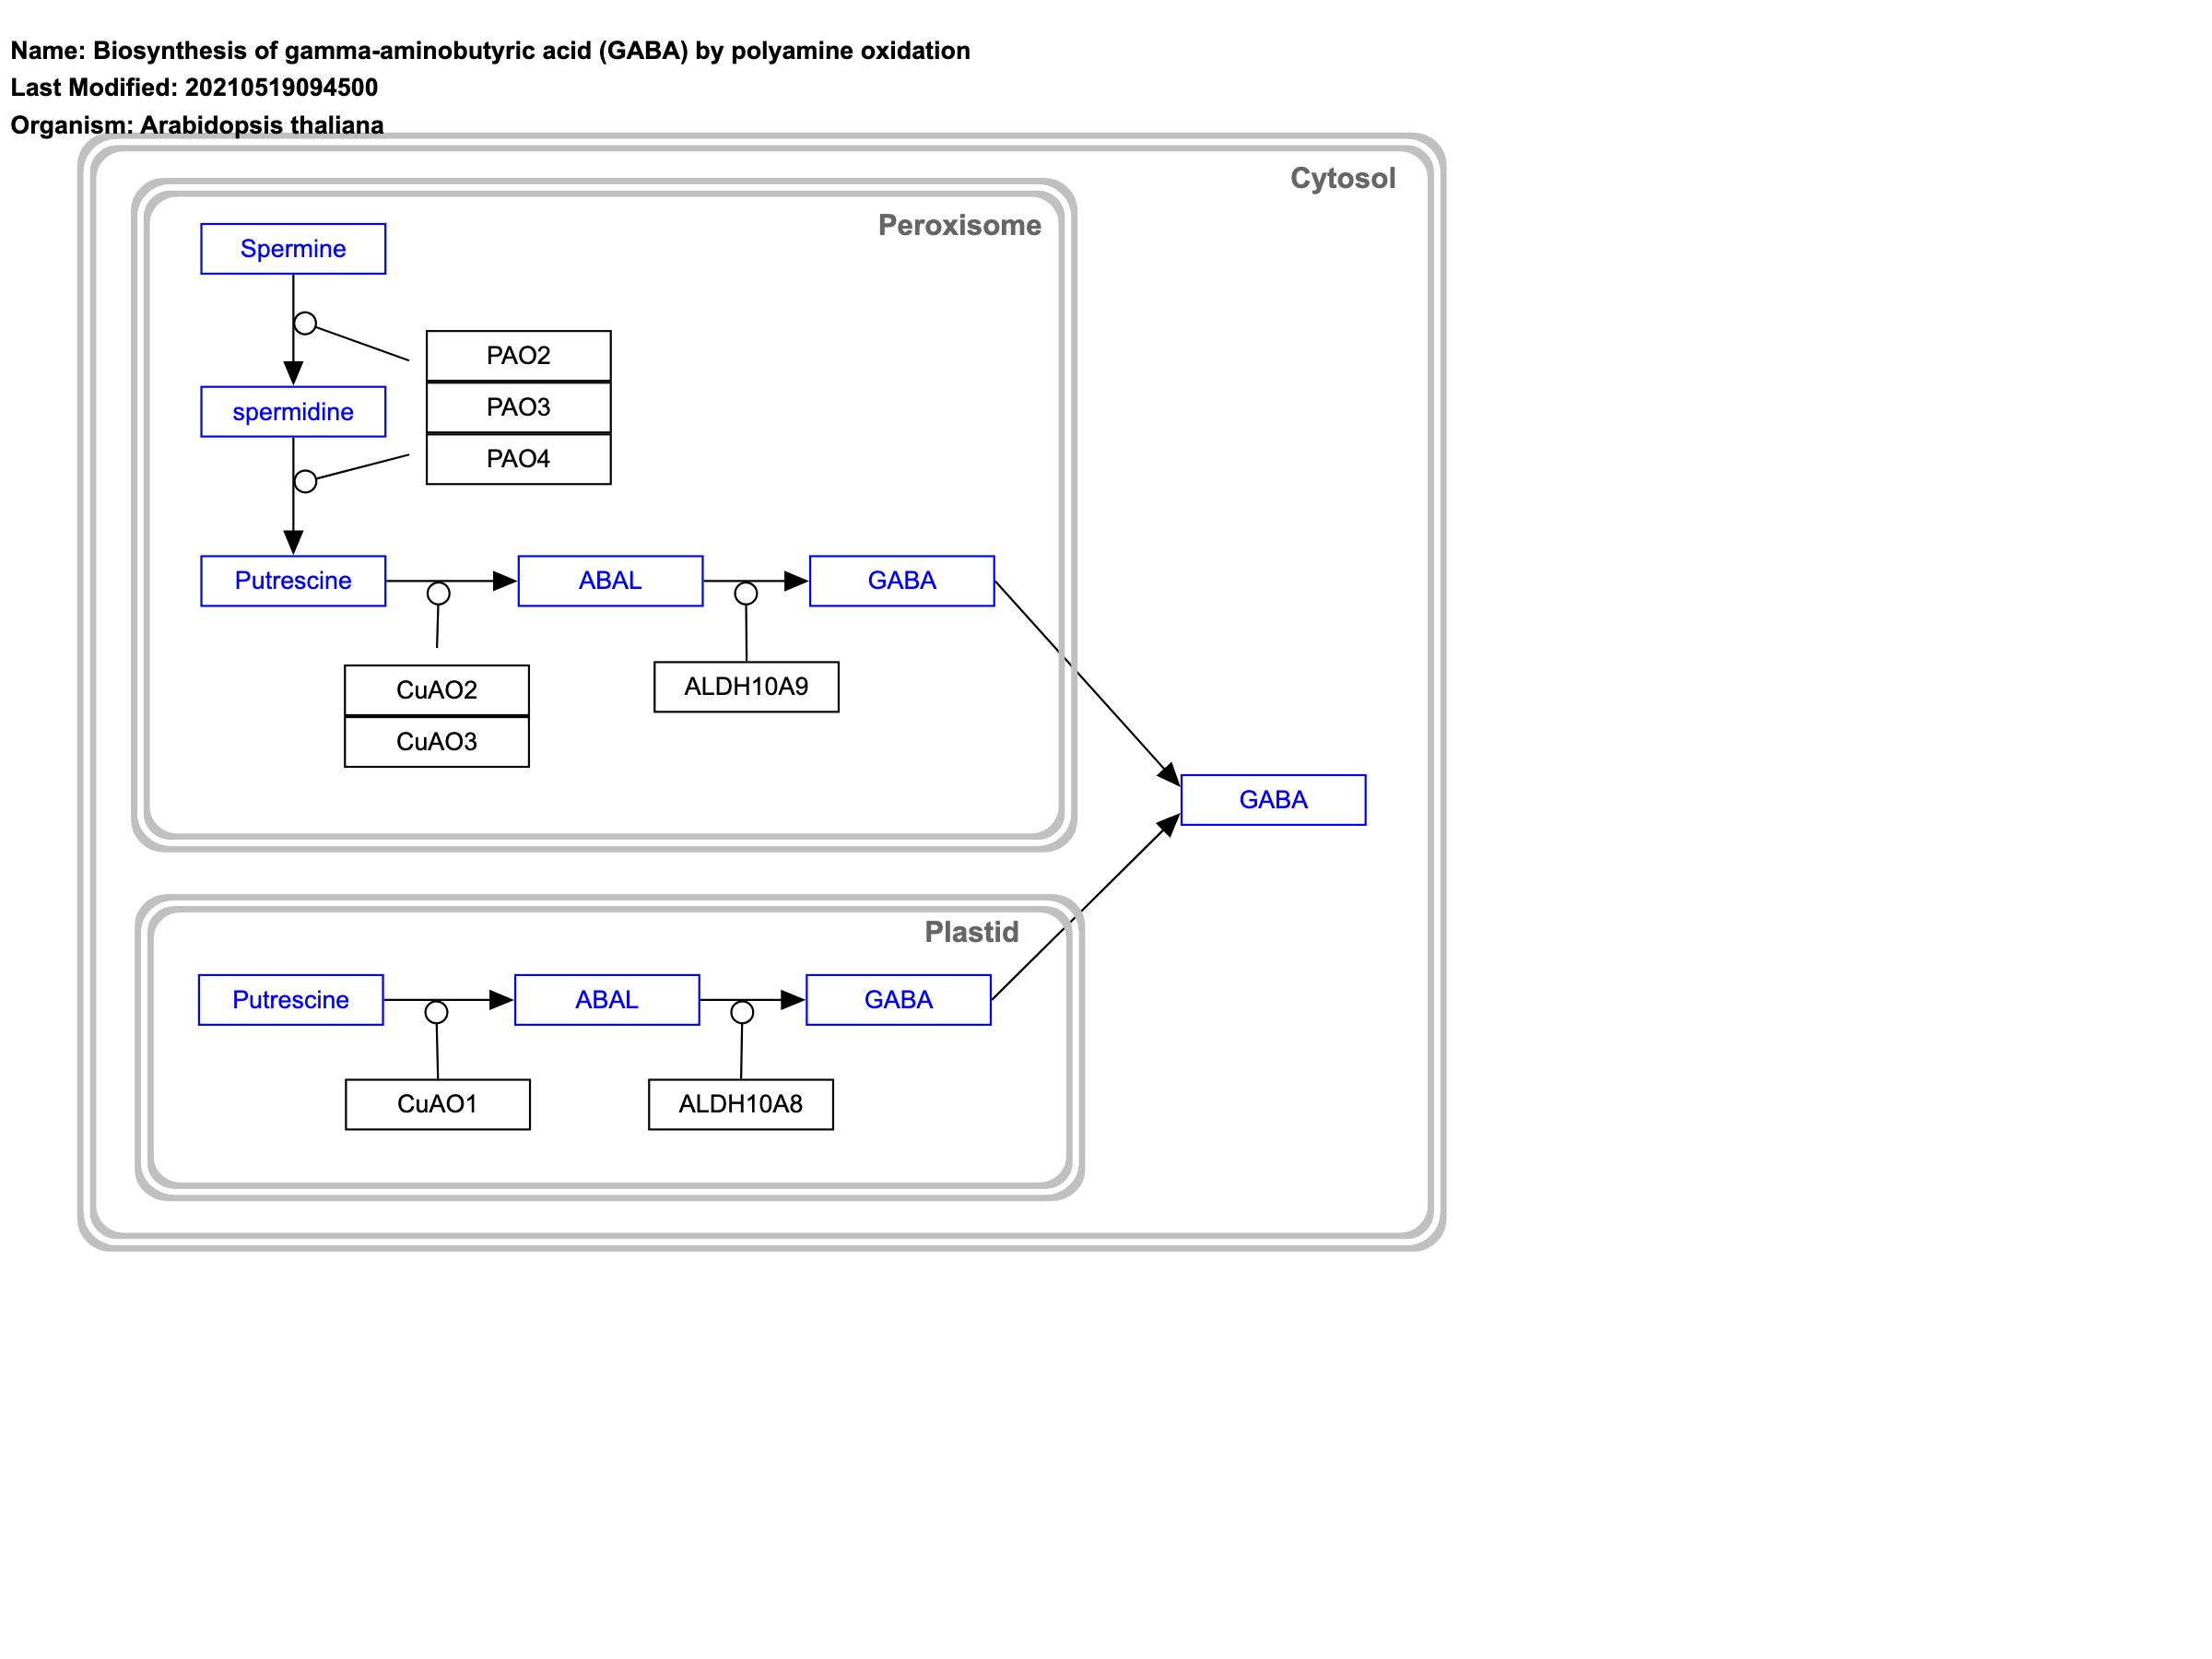 Name: Biosynthesis of gamma-aminobutyric acid (GABA) by polyamine oxidation
Last Modified: 20210519094500
Organism: Arabidopsis thaliana
Cytosol
Peroxisome
Spermine
PAO2
PAO3
spermidine
PAO4
Putrescine
ABAL
GABA
CuAO2
ALDH10A9
CuAO3
GABA
Plastid
Putrescine
ABAL
GABA
CuAO1
ALDH10A8